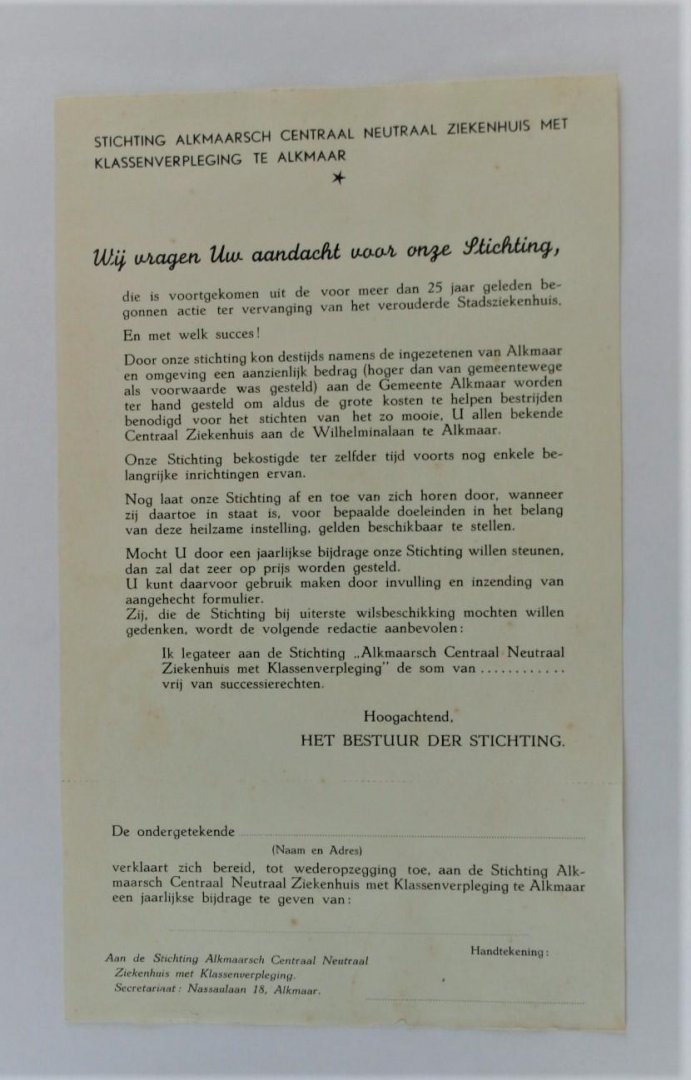 STICHTING ALKMAARSCH CENTRAAL NEUTRAAL ZIEKENHUIS MET
KLASSENVERPLEGING TE ALKMAAR
Wij vragen Uw aandacht voor onze Stichting,
die is voortgekomen uit de voor meer dan 25 jaar geleden be-
gonnen actie ter vervanging van het verouderde Stadsziekenhuis.
En met welk succes!
Door onze stichting kon destijds namens de ingezetenen van Alkmaar
en omgeving een aanzienlijk bedrag (hoger dan van gemeentewege
als voorwaarde was gesteld) aan de Gemeente Alkmaar worden
ter hand gesteld om aldus de grote kosten te helpen bestrijden
benodigd voor het stichten van het zo mooie, U allen bekende
Centraal Ziekenhuis aan de Wilhelminalaan te Alkmaar.
Onze Stichting bekostigde ter zelfder tijd voorts nog enkele be-
langrijke inrichtingen ervan.
Nog laat onze Stichting af en toe van zich horen door, wanneer
zij daartoe in staat is, voor bepaalde doeleinden in het belang
van deze heilzame instelling, gelden beschikbaar te stellen.
Mocht U door een jaarlijkse bijdrage onze Stichting willen steunen,
dan zal dat zeer op prijs worden gesteld.
U kunt daarvoor gebruik maken door invulling en inzending van
aangehecht formulier.
Zij, die de Stichting bij uiterste wilsbeschikking mochten willen
gedenken, wordt de volgende redactie aanbevolen:
Ik legateer aan de Stichting „Alkmaarsch Centraal Neutraal
Ziekenhuis met Klassenverpleging" de som van ............
vrij van successierechten.
Hoogachtend,
HET BESTUUR DER STICHTING.
De ondergetekende
(Naam en Adres)
verklaart zich bereid, tot wederopzegging toe, aan de Stichting Alk-
maarsch Centraal Neutraal Ziekenhuis met Klassenverpleging te Alkmaar
een jaarlijkse bijdrage te geven van:
Handtekening:
Aan de Stichting Alkmaarsch Centraal Neutraal
Ziekenhuis met Klassenverpleging.
Secretariaat: Nassaulaan 18, Alkmaar.